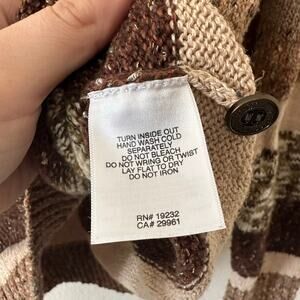 TURN INSIDE OUT
HAND WASH COLD
SEPARATELY
DO NOT BLEACH
DO NOT WRING OR TWIST
LAY FLAT TO DRY
DO NOT IRON
RN# 19232
CA# 29961